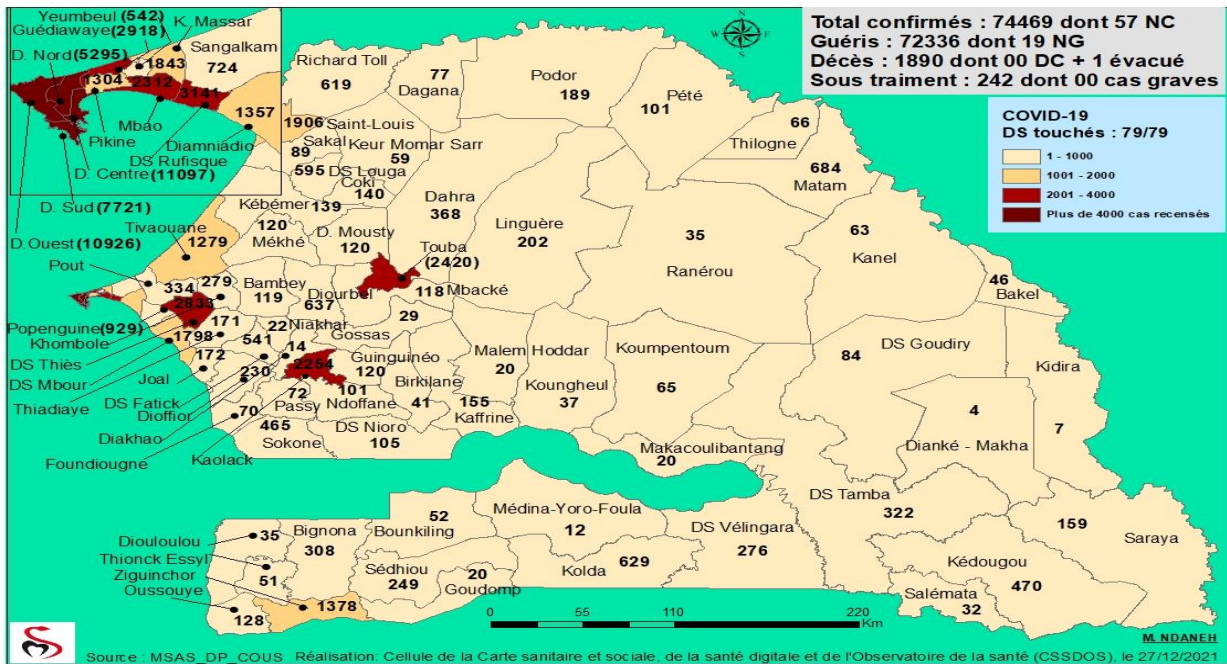 Yeumbeul (542)
Guédiawaye(2918)
K. Massar
D. Nord(5295)
Sangalkam
1843
724
1304
2312
3141
1357
Mbao
Pikine
Diamniadio
DS Rufisque
D. Centre(11097)
D. Sud(7721)
D.Ouest(10926)
Total confirmés : 74469 dont 57 NC
Guéris : 72336 dont 19 NG
Décès : 1890 dont 00 DC + 1 évacué
Sous traiment : 242 dont 00 cas graves
COVID-19
DS touchés : 79/79
1 - 1000
1001 - 2000
2001 - 4000
Plus de 4000 cas recensés
Richard Toll
619
77
Dagana
Podor
189
Pété
101
66
Thilogne
684
Matam
1906
Saint-Louis
Sakal
89
Keur Momar Sarr
59
595
DS Louga
Coki
140
Dahra
368
Linguère
202
35
Ranérou
63
Kanel
46
Bakel
Kébémer
139
120
Mékhé
D. Mousty
120
Tivaouane
1279
Touba
(2420)
Pout
334
279
Bambey
119
Diourbel
637
118
Mbacké
29
2833
Popenguine(929)
Khombole
171
1798
22
Niakhar
Gossas
541
14
DS Thiès
172
DS Mbour
Joal
230
2254
Guinguinéo
120
Thiadiaye
DS Fatick
Dioffior
72
Passy
101
Ndoffane
Birkilane
41
155
Kaffrine
Malem Hoddar
20
Koungheul
37
Koumpentoum
65
84
DS Goudiry
Kidira
4
7
Dianké - Makha
Diakhao
70
465
Sokone
DS Nioro
105
Foundiougne
Kaolack
Makacoulibantang
20
DS Tamba
322
159
Saraya
Kédougou
470
Salémata
32
Diouloulou
35
Bignona
308
52
Bounkiling
Médina-Yoro-Foula
12
DS Vélingara
276
Thionck Essyl
51
Ziguinchor
1378
Oussouye
128
Sédhiou
249
20
Goudomp
629
Kolda
0
55
110
220
Km
M. NDANEH
Source : MSAS_DP_COUS Réalisation: Cellule de la Carte sanitaire et sociale, de la santé digitale et de l'Observatoire de la santé (CSSDOS), le 27/12/2021